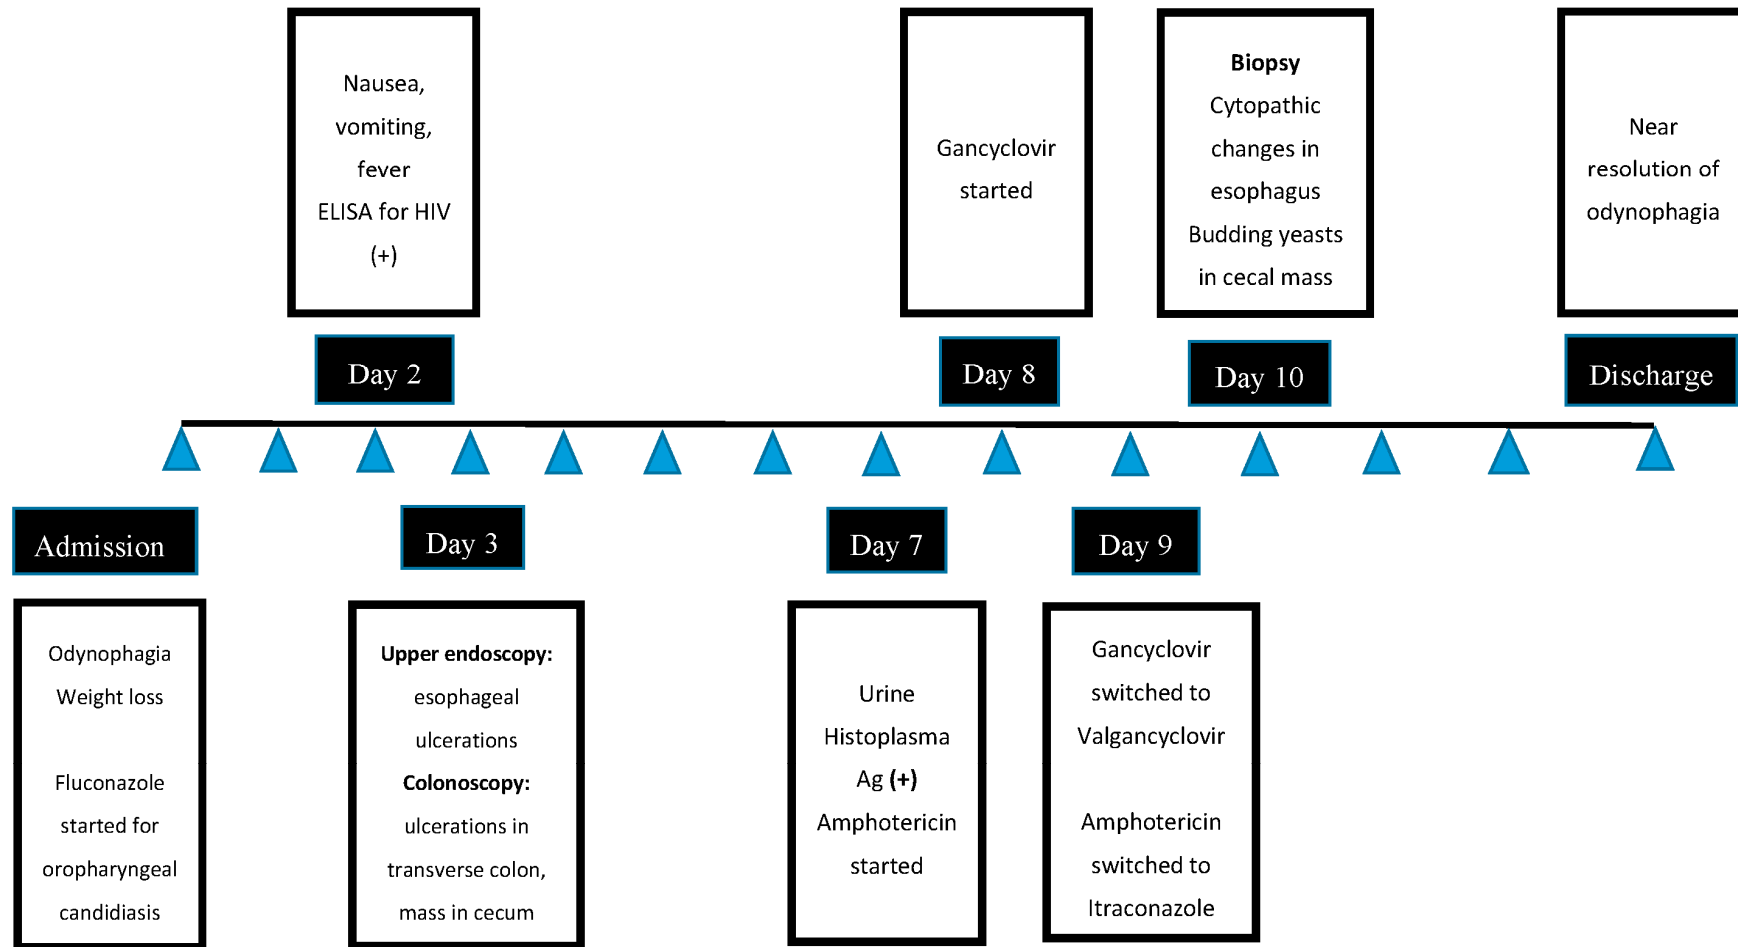 Nausea,
vomiting,
fever
ELISA for HIV
(+)
Day 2
Gancyclovir
started
Day 8
Biopsy
Cytopathic
changes in
esophagus
Budding yeasts
in cecal mass
Day 10
Near
resolution of
odynophagia
Discharge
Admission
Odynophagia
Weight loss
Fluconazole
started for
oropharyngeal
candidiasis
Day 3
Upper endoscopy:
esophageal
ulcerations
Colonoscopy:
ulcerations in
transverse colon,
mass in cecum
Day 7
Urine
Histoplasma
Ag (+)
Amphotericin
started
Day 9
Gancyclovir
switched to
Valgancyclovir
Amphotericin
switched to
Itraconazole